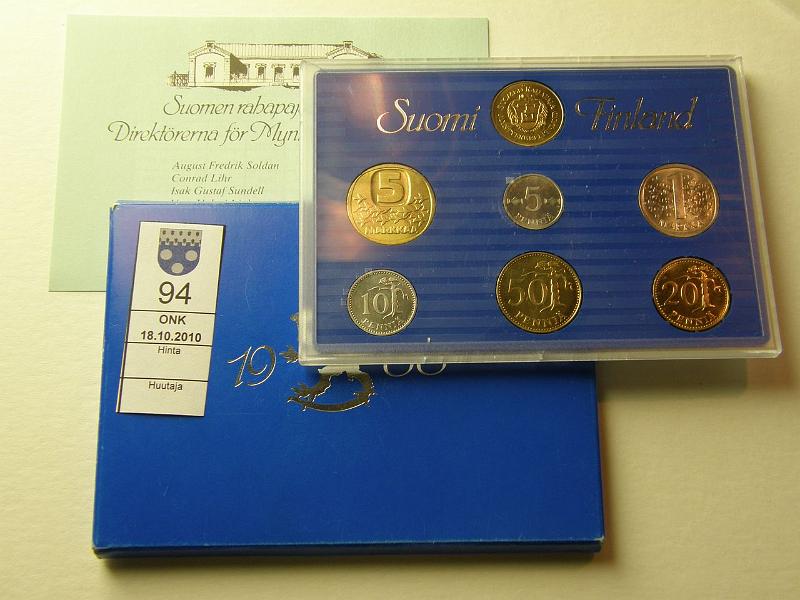 Suomen rahapaja
Direktörerna för Myn
August Fredrik Soldan
Conrad Lihr
Isak Gustaf Sundell
Suomi Finland
5
MARKKAA
5
PENNIÄ
1
MARKKA
10
PENNIÄ
50
PENNIÄ
20
PENNIÄ
94
ONK
18.10.2010
Hinta
Huutaja
19